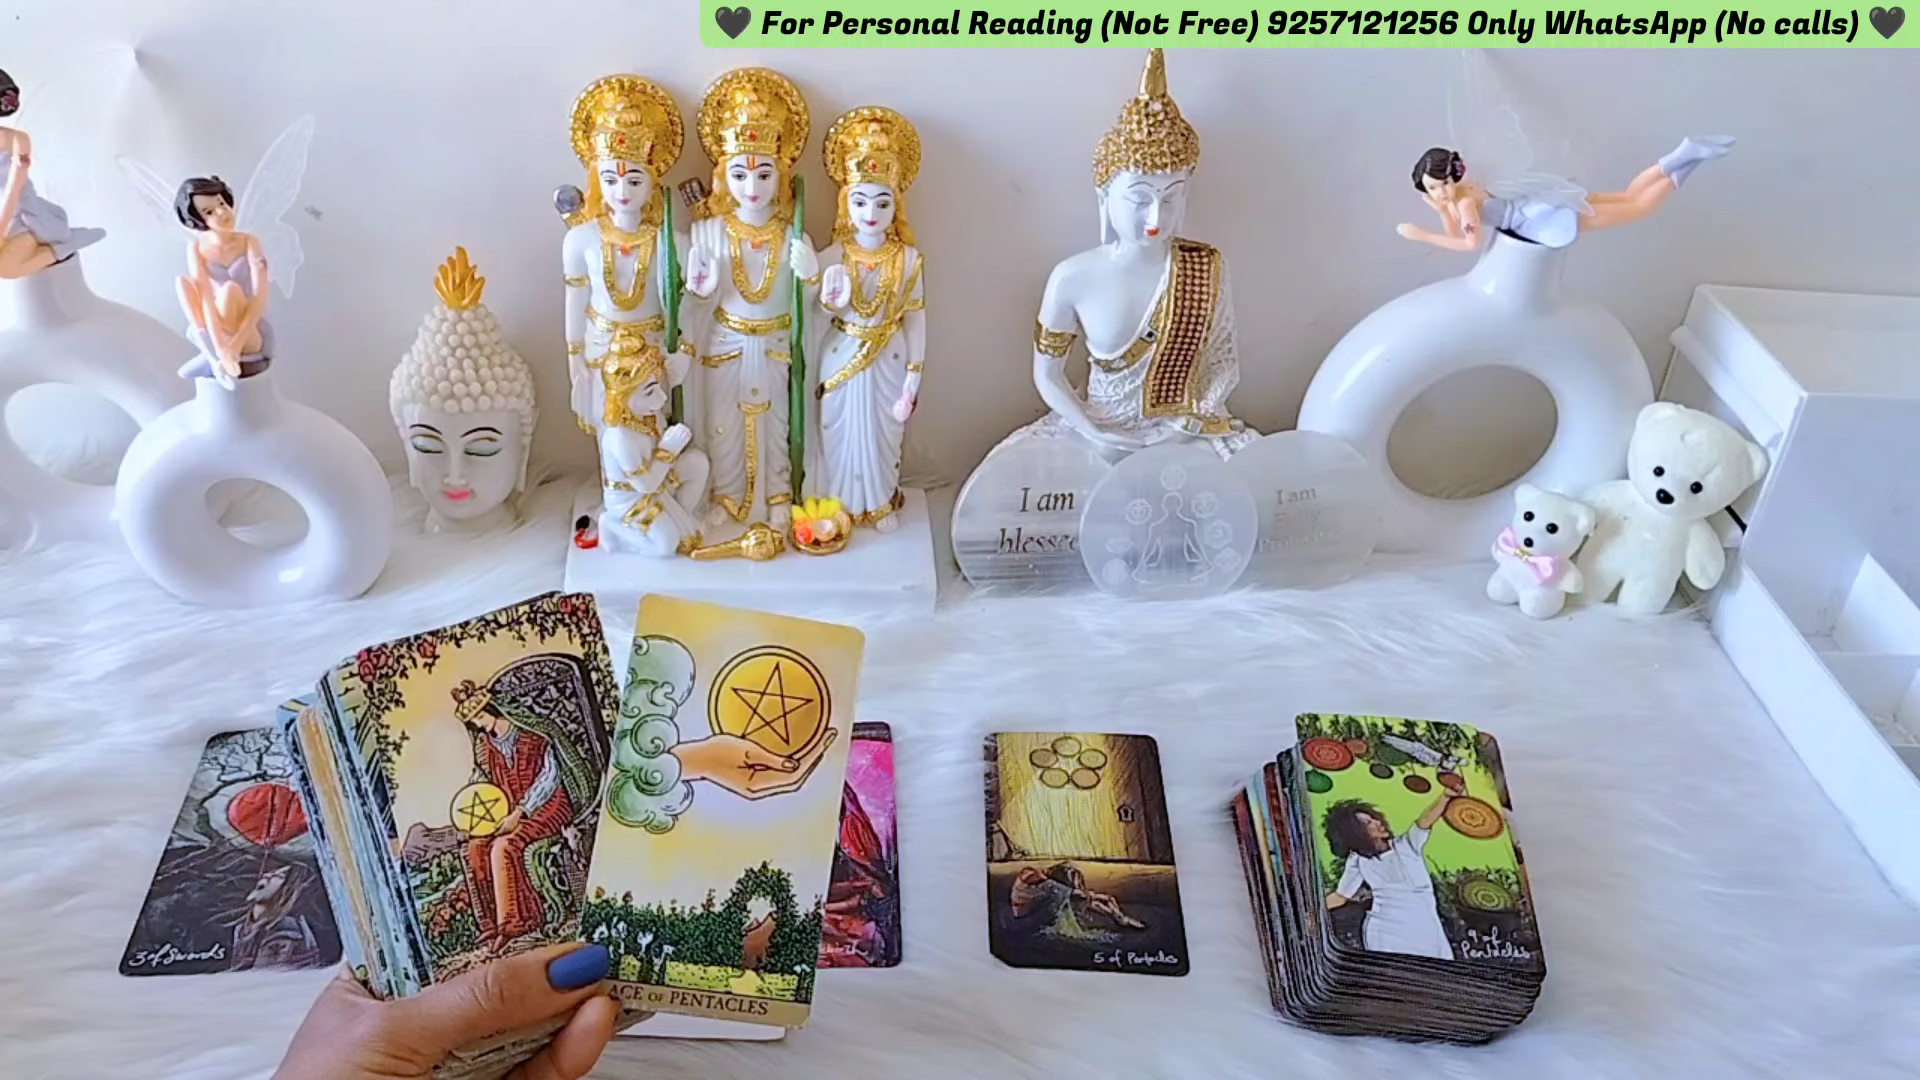 🖤 For Personal Reading (Not Free) 9257121256 Only WhatsApp (No calls) 🖤
I am
blessed
I am
3 of Swords
ACE OF PENTACLES
5 of Pentacles
9 of
Pentacles